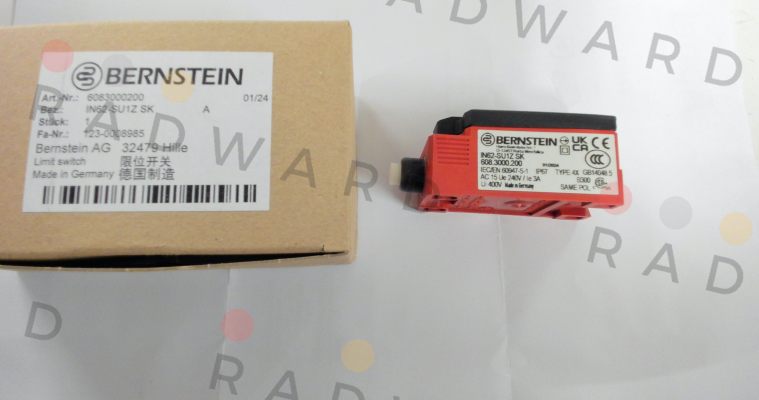 BERNSTEIN
Art.-Nr.: 6083000200 01/24
Bez.: IN62-SU1Z SK A
Stück: 1
Fa-Nr.: 123-0008985
Bernstein AG 32479 Hille
Limit switch 限位开关
Made in Germany 德国制造
BERNSTEIN
IN62-SU1Z SK
608.3000.200
IEC/EN 60947-5-1 IP67 TYPE 4X GB14048.5
AC 15 Ue 240V / Ie 3A B300
Ui 400V Made in Germany SAME POL.
UK
CA
CCC
RADWARD
RADWARD
RAD
D
RADWARD